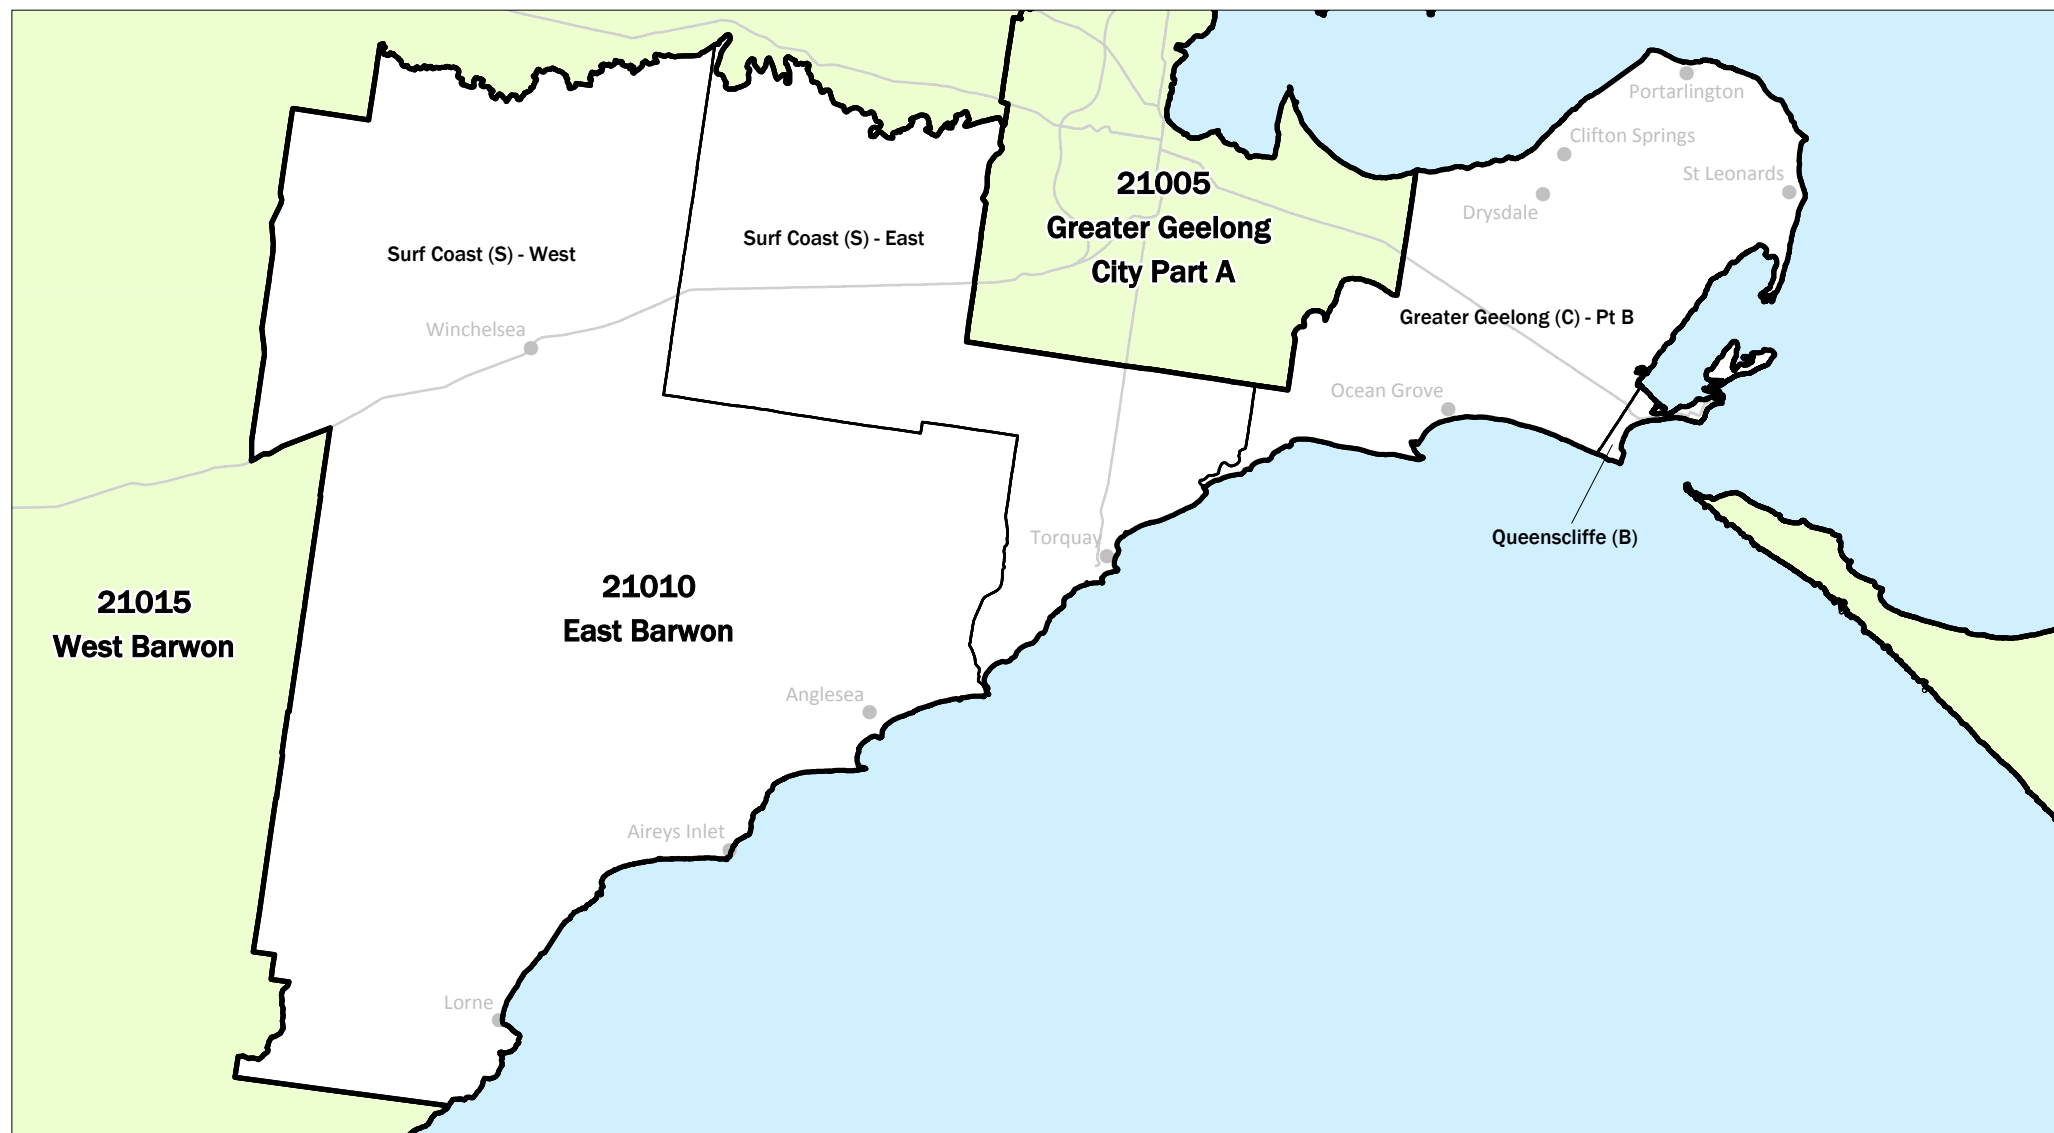 Portarlington
Clifton Springs
St Leonards
Drysdale
21005
Greater Geelong
City Part A
Surf Coast (S) - West
Surf Coast (S) - East
Greater Geelong (C) - Pt B
Winchelsea
Ocean Grove
Torquay
Queenscliffe (B)
21015
West Barwon
21010
East Barwon
Anglesea
Aireys Inlet
Lorne